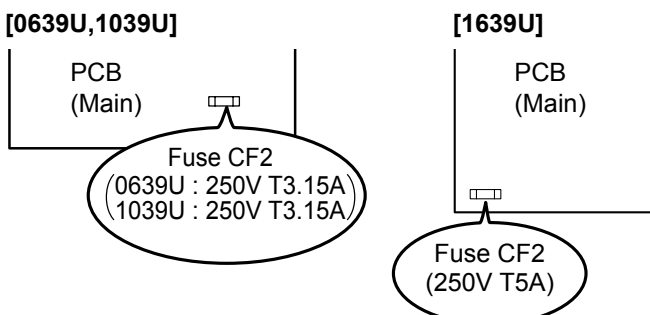 [0639U,1039U]
PCB
(Main)
Fuse CF2
(0639U : 250V T3.15A
1039U : 250V T3.15A)
[1639U]
PCB
(Main)
Fuse CF2
(250V T5A)